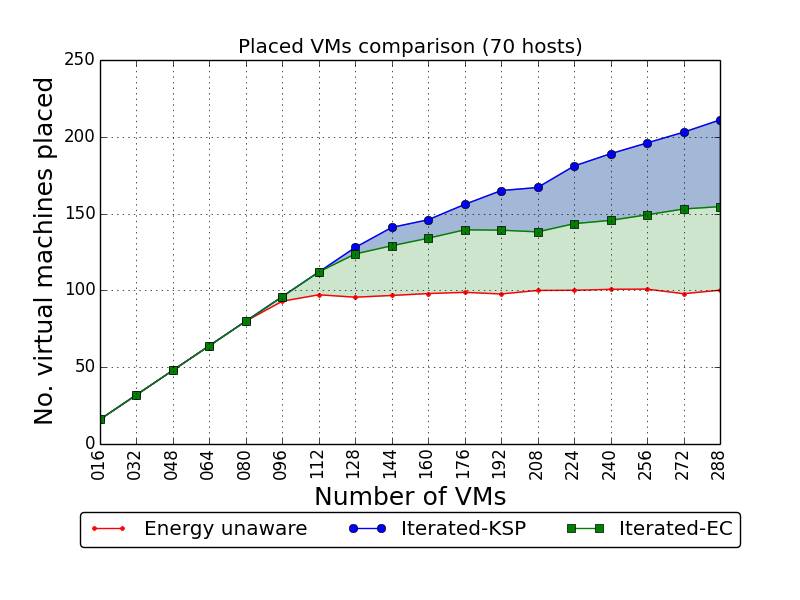 Placed VMs comparison (70 hosts)
No. virtual machines placed
250
200
150
100
50
0
016 032 048 064 080 096 112 128 144 160 176 192 208 224 240 256 272 288
Number of VMs
Energy unaware Iterated-KSP Iterated-EC